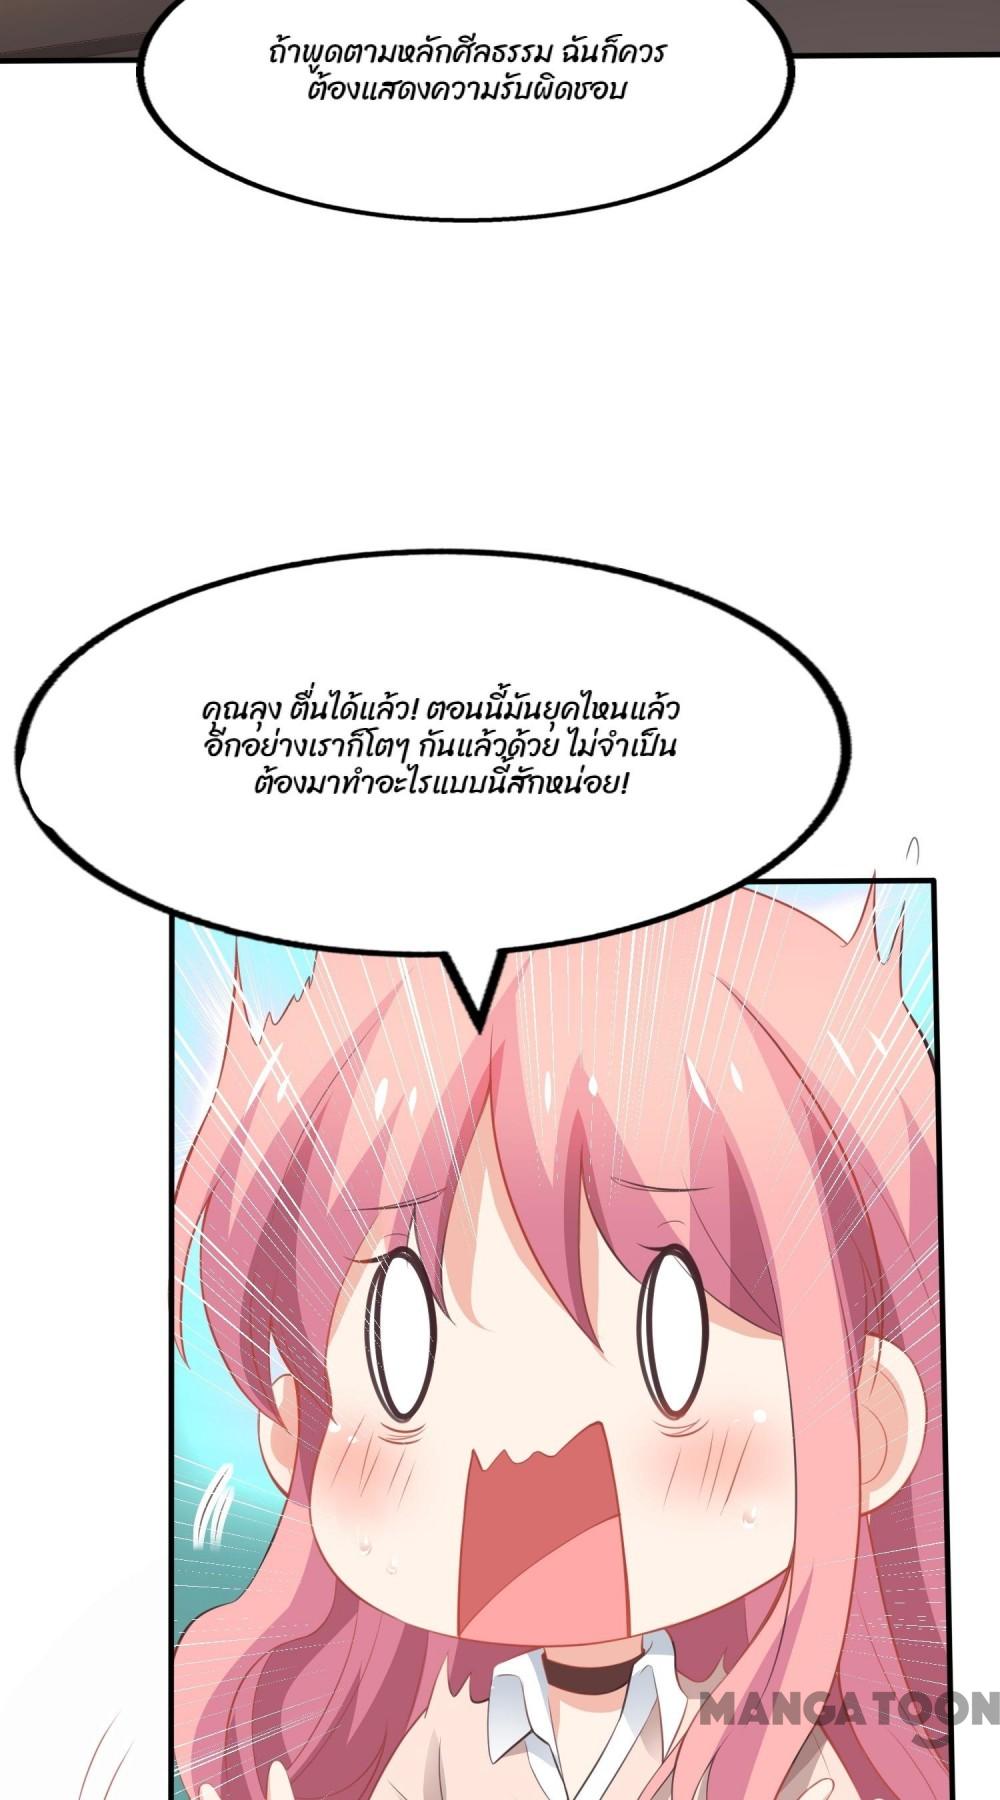 ถ้าพูดตามหลักศีลธรรม ฉันก็ควร
ต้องแสดงความรับผิดชอบ
คุณลุง ตื่นได้แล้ว! ตอนนี้มันยุคไหนแล้ว
อีกอย่างเราก็โตๆ กันแล้วด้วย ไม่จำเป็น
ต้องมาทำอะไรแบบนี้สักหน่อย!
MANGATOON